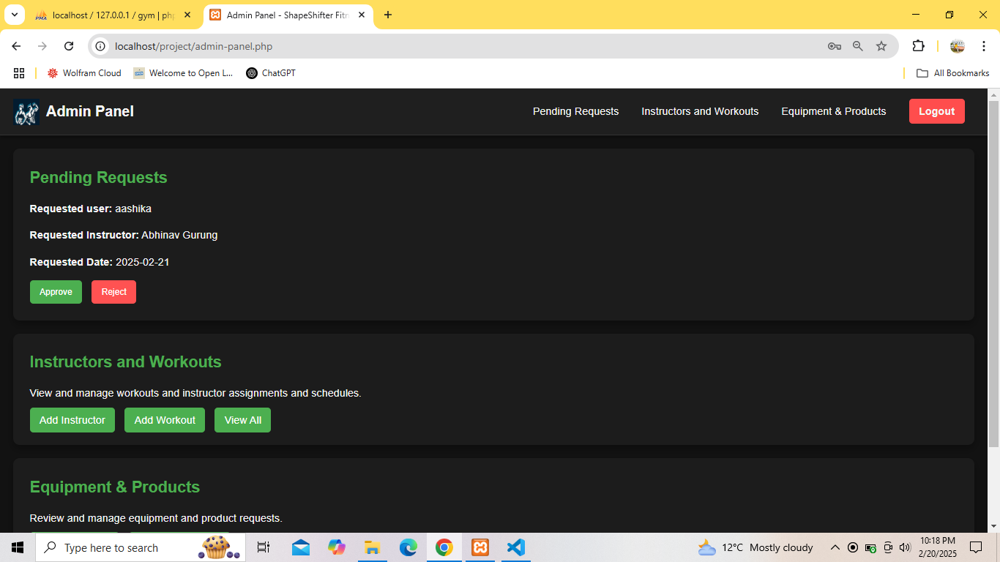 localhost / 127.0.0.1 / gym | php
Admin Panel - ShapeShifter Fitn
localhost/project/admin-panel.php
Wolfram Cloud
Welcome to Open L...
ChatGPT
All Bookmarks
Admin Panel
Pending Requests
Instructors and Workouts
Equipment & Products
Logout
Pending Requests
Requested user: aashika
Requested Instructor: Abhinav Gurung
Requested Date: 2025-02-21
Approve
Reject
Instructors and Workouts
View and manage workouts and instructor assignments and schedules.
Add Instructor
Add Workout
View All
Equipment & Products
Review and manage equipment and product requests.
Type here to search
12°C Mostly cloudy
10:18 PM
2/20/2025